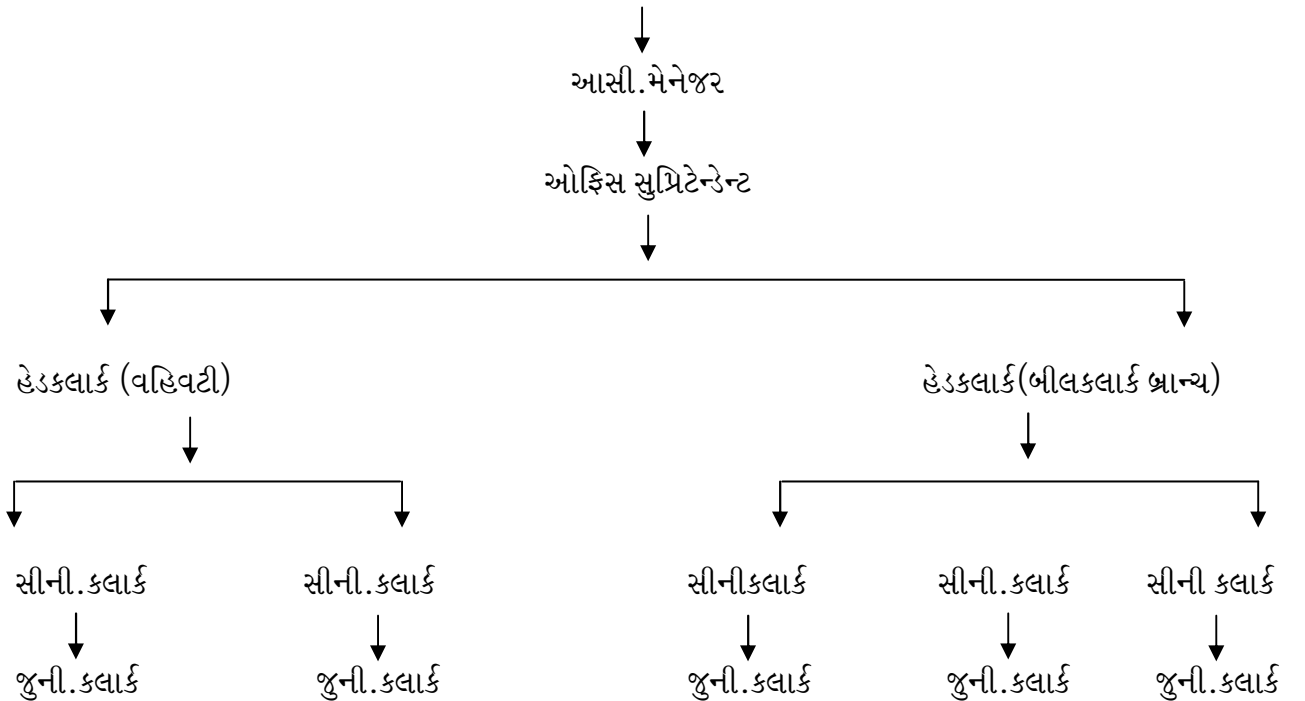 આસી.મેનેજર
ઓફિસ સુપ્રિટેન્ડેન્ટ
હેડકલાર્ક (વહિવટી) હેડકલાર્ક(બીલકલાર્ક બ્રાન્ચ)
સીની.કલાર્ક સીની.કલાર્ક સીનીકલાર્ક સીની.કલાર્ક સીની કલાર્ક
જુની.કલાર્ક જુની.કલાર્ક જુની.કલાર્ક જુની.કલાર્ક જુની.કલાર્ક